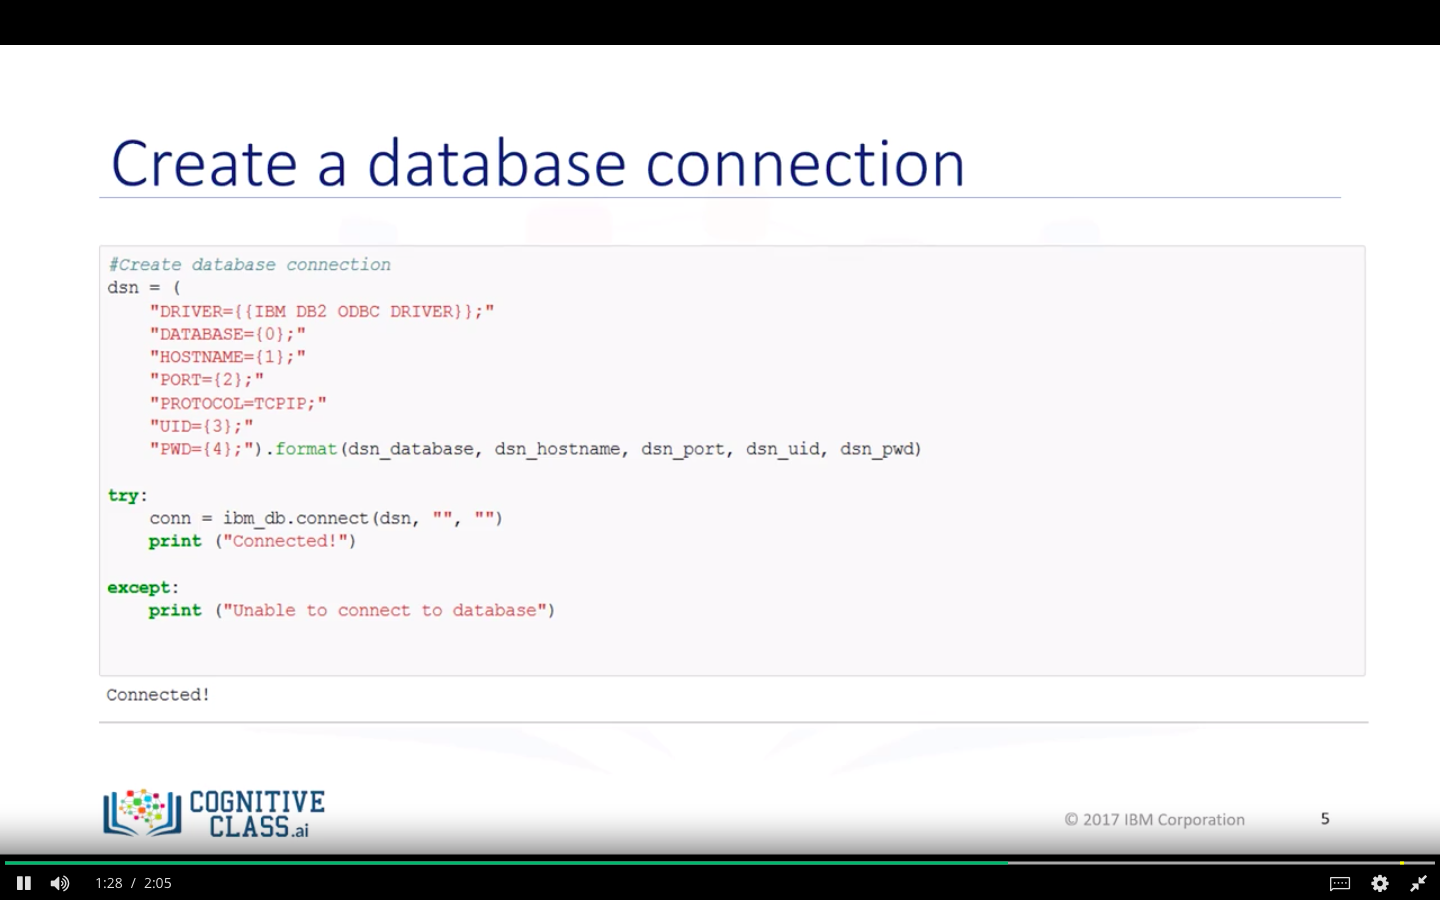 Create a database connection
#Create database connection
dsn = (
    "DRIVER={{IBM DB2 ODBC DRIVER}};"
    "DATABASE={0};"
    "HOSTNAME={1};"
    "PORT={2};"
    "PROTOCOL=TCPIP;"
    "UID={3};"
    "PWD={4};").format(dsn_database, dsn_hostname, dsn_port, dsn_uid, dsn_pwd)
try:
    conn = ibm_db.connect(dsn, "", "")
    print ("Connected!")
except:
    print ("Unable to connect to database")
Connected!
COGNITIVE
CLASS.ai
© 2017 IBM Corporation 5
1:28 / 2:05